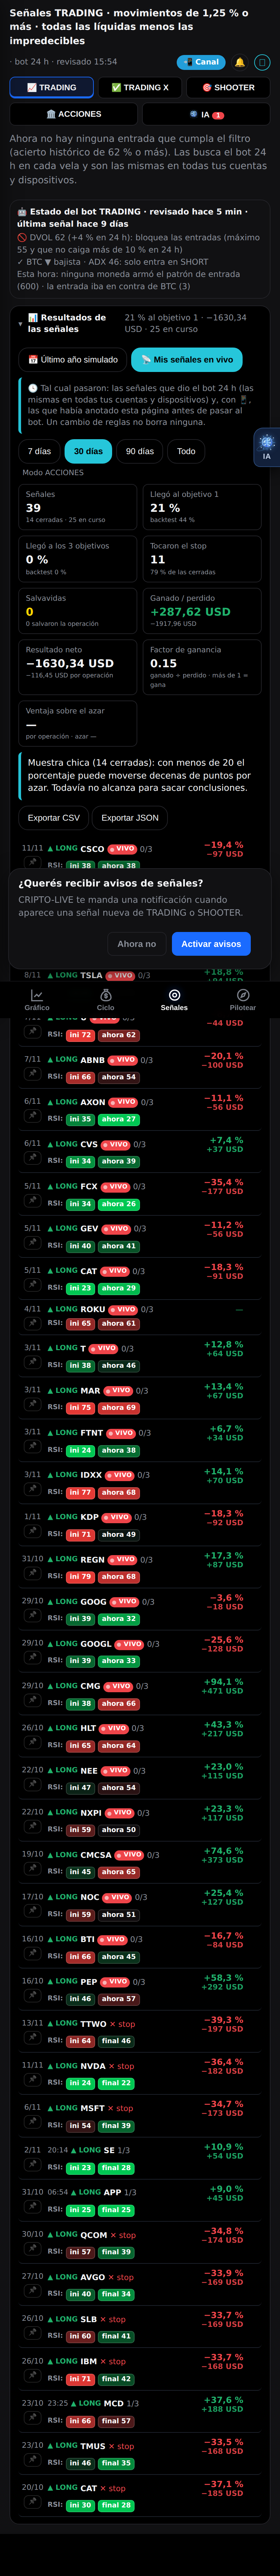 Señales TRADING · movimientos de 1,25 % o
más · todas las líquidas menos las
impredecibles
· bot 24 h · revisado 15:54
📲 Canal
🔔
📈 TRADING
✅ TRADING X
🎯 SHOOTER
🏛️ ACCIONES
IA 1
Ahora no hay ninguna entrada que cumpla el filtro
(acierto histórico de 62 % o más). Las busca el bot 24
h en cada vela y son las mismas en todas tus cuentas
y dispositivos.
🤖 Estado del bot TRADING · revisado hace 5 min ·
última señal hace 9 días
🚫 DVOL 62 (+4 % en 24 h): bloquea las entradas (máximo
55 y que no caiga más de 10 % en 24 h)
✓ BTC ▼ bajista · ADX 46: solo entra en SHORT
Esta hora: ninguna moneda armó el patrón de entrada
(600) · la entrada iba en contra de BTC (3)
▼ 📊 Resultados de
las señales
21 % al objetivo 1 · −1630,34
USD · 25 en curso
📅 Último año simulado
📡 Mis señales en vivo
🕒 Tal cual pasaron: las señales que dio el bot 24 h (las
mismas en todas tus cuentas y dispositivos) y, con 📱,
las que había anotado esta página antes de pasar al
bot. Un cambio de reglas no borra ninguna.
IA
7 días
30 días
90 días
Todo
Modo ACCIONES
Señales
39
14 cerradas · 25 en curso
Llegó al objetivo 1
21 %
backtest 44 %
Llegó a los 3 objetivos
0 %
backtest 0 %
Tocaron el stop
11
79 % de las cerradas
Salvavidas
0
0 salvaron la operación
Ganado / perdido
+287,62 USD
−1917,96 USD
Resultado neto
−1630,34 USD
−116,45 USD por operación
Factor de ganancia
0.15
ganado ÷ perdido · más de 1 =
gana
Ventaja sobre el azar
—
por operación · azar —
Muestra chica (14 cerradas): con menos de 20 el
porcentaje puede moverse decenas de puntos por
azar. Todavía no alcanza para sacar conclusiones.
Exportar CSV
Exportar JSON
11/11 ▲ LONG CSCO VIVO 0/3 −19,4 %
−97 USD
RSI: ini 38 ahora 38
¿Querés recibir avisos de señales?
CRIPTO-LIVE te manda una notificación cuando
aparece una señal nueva de TRADING o SHOOTER.
Ahora no
Activar avisos
8/11 ▲ LONG TSLA VIVO 0/3 +18,8 %
Gráfico
Ciclo
Señales
Pilotear
−44 USD
RSI: ini 72 ahora 62
7/11 ▲ LONG ABNB VIVO 0/3 −20,1 %
−100 USD
RSI: ini 66 ahora 54
6/11 ▲ LONG AXON VIVO 0/3 −11,1 %
−56 USD
RSI: ini 35 ahora 27
6/11 ▲ LONG CVS VIVO 0/3 +7,4 %
+37 USD
RSI: ini 34 ahora 39
5/11 ▲ LONG FCX VIVO 0/3 −35,4 %
−177 USD
RSI: ini 34 ahora 26
5/11 ▲ LONG GEV VIVO 0/3 −11,2 %
−56 USD
RSI: ini 40 ahora 41
5/11 ▲ LONG CAT VIVO 0/3 −18,3 %
−91 USD
RSI: ini 23 ahora 29
4/11 ▲ LONG ROKU VIVO 0/3 —
RSI: ini 65 ahora 61
3/11 ▲ LONG T VIVO 0/3 +12,8 %
+64 USD
RSI: ini 38 ahora 46
3/11 ▲ LONG MAR VIVO 0/3 +13,4 %
+67 USD
RSI: ini 75 ahora 69
3/11 ▲ LONG FTNT VIVO 0/3 +6,7 %
+34 USD
RSI: ini 24 ahora 38
3/11 ▲ LONG IDXX VIVO 0/3 +14,1 %
+70 USD
RSI: ini 77 ahora 68
1/11 ▲ LONG KDP VIVO 0/3 −18,3 %
−92 USD
RSI: ini 71 ahora 49
31/10 ▲ LONG REGN VIVO 0/3 +17,3 %
+87 USD
RSI: ini 79 ahora 68
29/10 ▲ LONG GOOG VIVO 0/3 −3,6 %
−18 USD
RSI: ini 39 ahora 32
29/10 ▲ LONG GOOGL VIVO 0/3 −25,6 %
−128 USD
RSI: ini 39 ahora 33
29/10 ▲ LONG CMG VIVO 0/3 +94,1 %
+471 USD
RSI: ini 38 ahora 66
26/10 ▲ LONG HLT VIVO 0/3 +43,3 %
+217 USD
RSI: ini 65 ahora 64
22/10 ▲ LONG NEE VIVO 0/3 +23,0 %
+115 USD
RSI: ini 47 ahora 54
22/10 ▲ LONG NXPI VIVO 0/3 +23,3 %
+117 USD
RSI: ini 59 ahora 50
19/10 ▲ LONG CMCSA VIVO 0/3 +74,6 %
+373 USD
RSI: ini 45 ahora 65
17/10 ▲ LONG NOC VIVO 0/3 +25,4 %
+127 USD
RSI: ini 59 ahora 51
16/10 ▲ LONG BTI VIVO 0/3 −16,7 %
−84 USD
RSI: ini 66 ahora 45
16/10 ▲ LONG PEP VIVO 0/3 +58,3 %
+292 USD
RSI: ini 46 ahora 57
13/11 ▲ LONG TTWO ✕ stop −39,3 %
−197 USD
RSI: ini 64 final 46
11/11 ▲ LONG NVDA ✕ stop −36,4 %
−182 USD
RSI: ini 24 final 22
6/11 ▲ LONG MSFT ✕ stop −34,7 %
−173 USD
RSI: ini 54 final 39
2/11 20:14 ▲ LONG SE 1/3 +10,9 %
+54 USD
RSI: ini 23 final 28
31/10 06:54 ▲ LONG APP 1/3 +9,0 %
+45 USD
RSI: ini 25 final 25
30/10 ▲ LONG QCOM ✕ stop −34,8 %
−174 USD
RSI: ini 57 final 39
27/10 ▲ LONG AVGO ✕ stop −33,9 %
−169 USD
RSI: ini 40 final 34
26/10 ▲ LONG SLB ✕ stop −33,7 %
−169 USD
RSI: ini 60 final 41
26/10 ▲ LONG IBM ✕ stop −33,7 %
−168 USD
RSI: ini 71 final 42
23/10 23:25 ▲ LONG MCD 1/3 +37,6 %
+188 USD
RSI: ini 66 final 57
23/10 ▲ LONG TMUS ✕ stop −33,5 %
−168 USD
RSI: ini 46 final 35
20/10 ▲ LONG CAT ✕ stop −37,1 %
−185 USD
RSI: ini 30 final 28